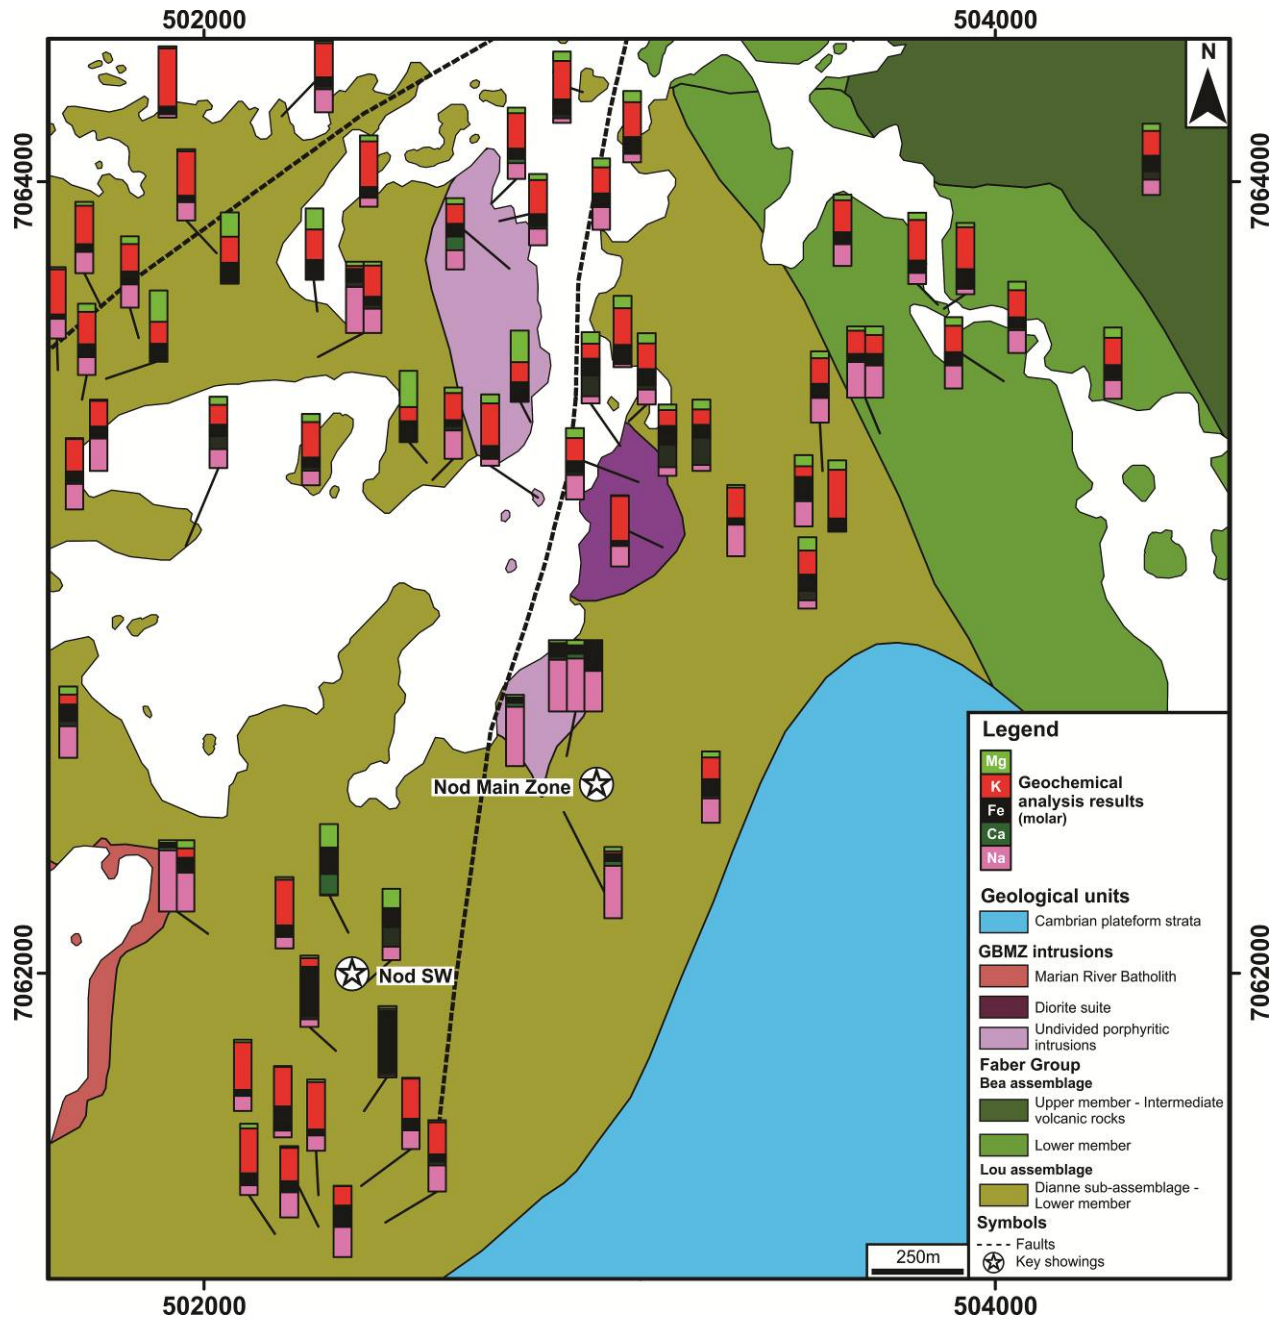 502000
504000
N
7064000
7064000
Nod Main Zone
7062000
7062000
Nod SW
250m
Legend
Mg
K
Fe
Ca
Na
Geochemical
analysis results
(molar)
Geological units
Cambrian plateform strata
GBMZ intrusions
Marian River Batholith
Diorite suite
Undivided porphyritic
intrusions
Faber Group
Bea assemblage
Upper member - Intermediate
volcanic rocks
Lower member
Lou assemblage
Dianne sub-assemblage -
Lower member
Symbols
Faults
Key showings
502000
504000